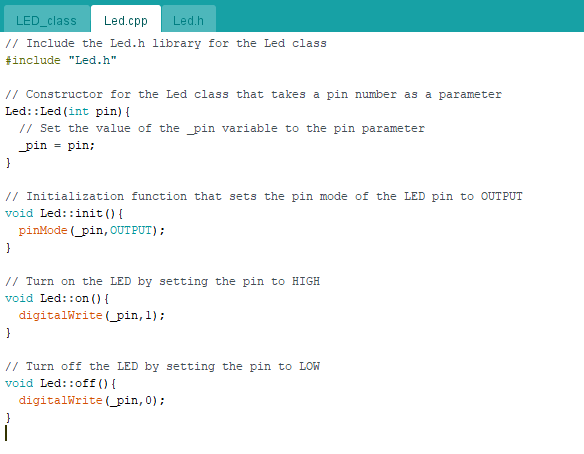 LED_class Led.cpp Led.h
// Include the Led.h library for the Led class
#include "Led.h"
// Constructor for the Led class that takes a pin number as a parameter
Led::Led(int pin){
// Set the value of the _pin variable to the pin parameter
_pin = pin;
}
// Initialization function that sets the pin mode of the LED pin to OUTPUT
void Led::init(){
pinMode(_pin,OUTPUT);
}
// Turn on the LED by setting the pin to HIGH
void Led::on(){
digitalWrite(_pin,1);
}
// Turn off the LED by setting the pin to LOW
void Led::off(){
digitalWrite(_pin,0);
}